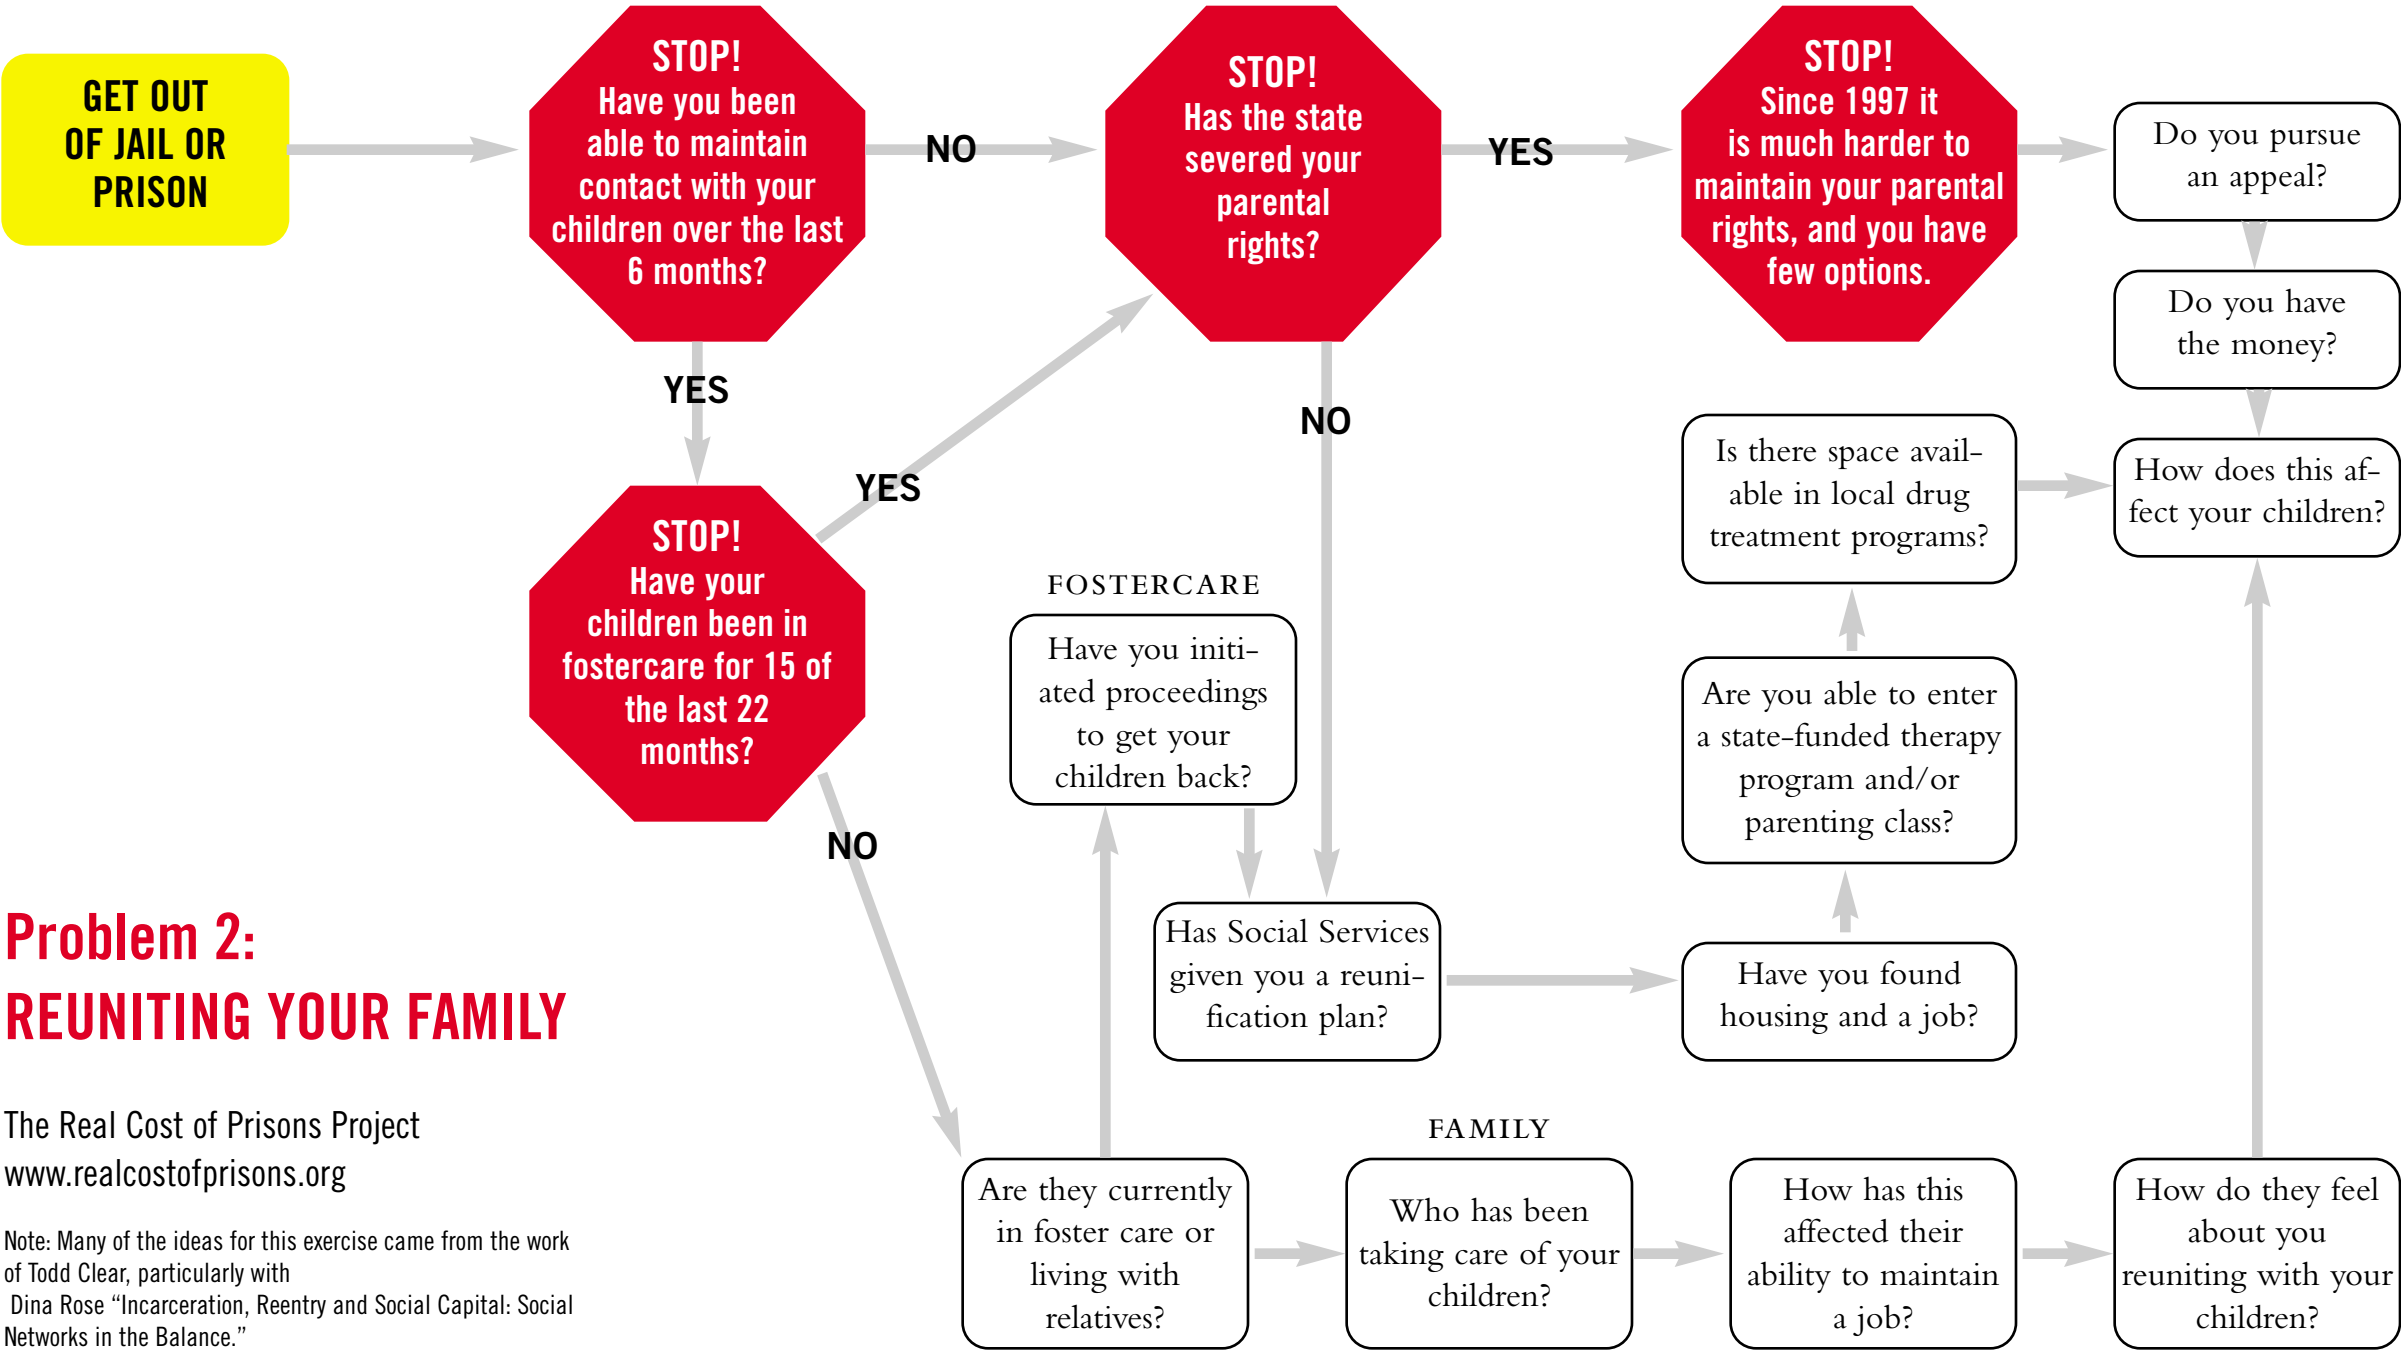 GET OUT
OF JAIL OR
PRISON
STOP!
Have you been
able to maintain
contact with your
children over the last
6 months?
NO
STOP!
Has the state
severed your
parental
rights?
YES
STOP!
Since 1997 it
is much harder to
maintain your parental
rights, and you have
few options.
Do you pursue
an appeal?
Do you have
the money?
YES
NO
YES
Is there space avail-
able in local drug
treatment programs?
How does this af-
fect your children?
STOP!
Have your
children been in
fostercare for 15 of
the last 22
months?
FOSTERCARE
Have you initi-
ated proceedings
to get your
children back?
Are you able to enter
a state-funded therapy
program and/or
parenting class?
NO
Has Social Services
given you a reuni-
fication plan?
Have you found
housing and a job?
Problem 2:
REUNITING YOUR FAMILY
The Real Cost of Prisons Project
www.realcostofprisons.org
Note: Many of the ideas for this exercise came from the work
of Todd Clear, particularly with
Dina Rose “Incarceration, Reentry and Social Capital: Social
Networks in the Balance.”
Are they currently
in foster care or
living with
relatives?
FAMILY
Who has been
taking care of your
children?
How has this
affected their
ability to maintain
a job?
How do they feel
about you
reuniting with your
children?